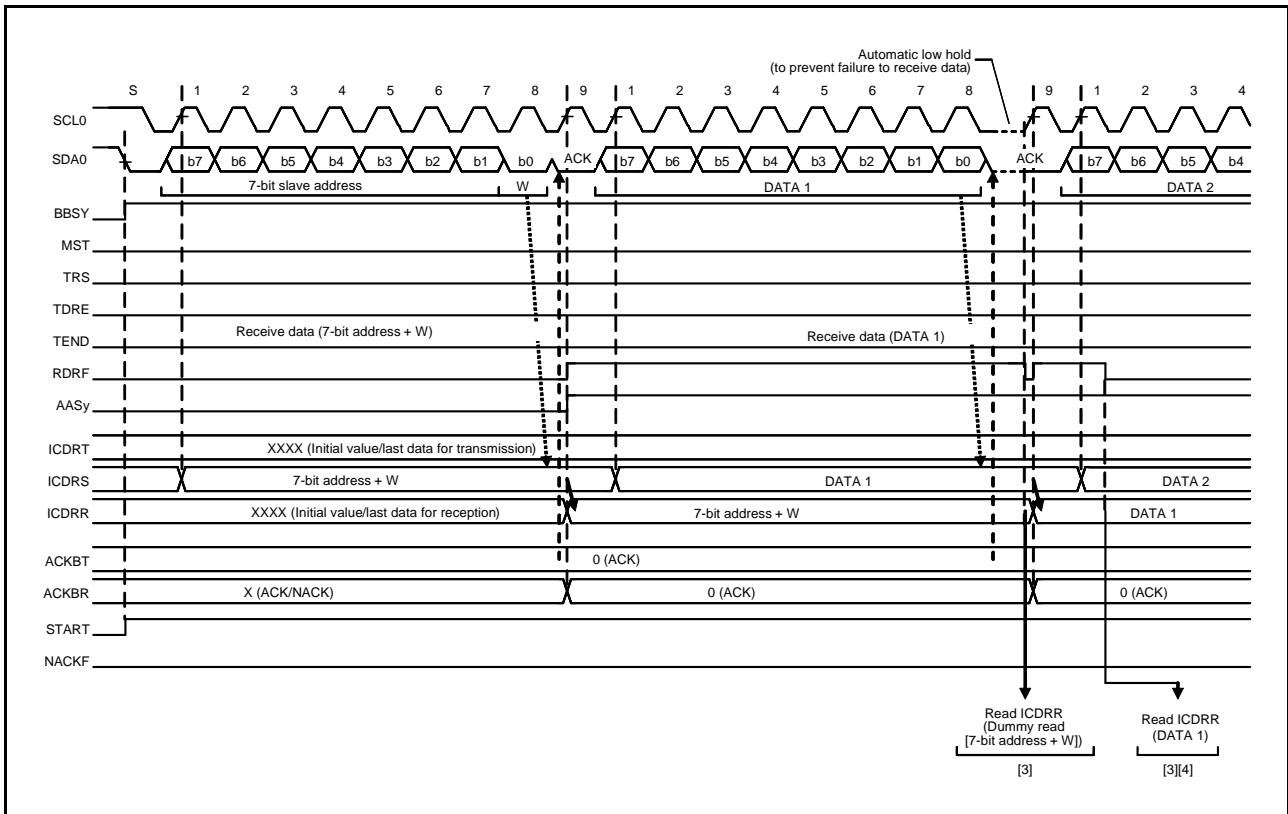 Automatic low hold
(to prevent failure to receive data)
S 1 2 3 4 5 6 7 8 9 1 2 3 4 5 6 7 8 9 1 2 3 4
SCL0
SDA0 b7 b6 b5 b4 b3 b2 b1 b0 ACK b7 b6 b5 b4 b3 b2 b1 b0 ACK b7 b6 b5 b4
7-bit slave address W DATA 1 DATA 2
BBSY
MST
TRS
TDRE
Receive data (7-bit address + W) Receive data (DATA 1)
TEND
RDRF
AASy
ICDRT XXXX (Initial value/last data for transmission)
ICDRS 7-bit address + W DATA 1 DATA 2
ICDRR XXXX (Initial value/last data for reception) 7-bit address + W DATA 1
ACKBT 0 (ACK)
ACKBR X (ACK/NACK) 0 (ACK) 0 (ACK)
START
NACKF
Read ICDRR
(Dummy read
[7-bit address + W])
[3]
Read ICDRR
(DATA 1)
[3][4]